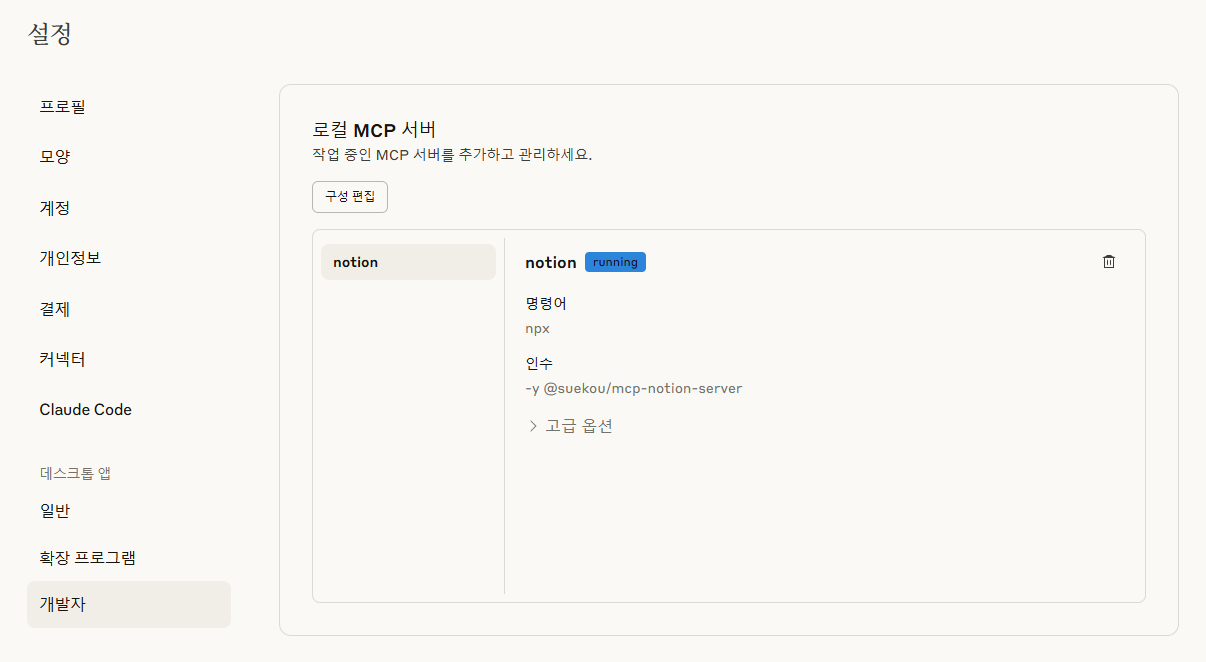 설정
프로필
모양
계정
개인정보
결제
커넥터
Claude Code
데스크톱 앱
일반
확장 프로그램
개발자
로컬 MCP 서버
작업 중인 MCP 서버를 추가하고 관리하세요.
구성 편집
notion
notion running
명령어
npx
인수
-y @suekou/mcp-notion-server
고급 옵션